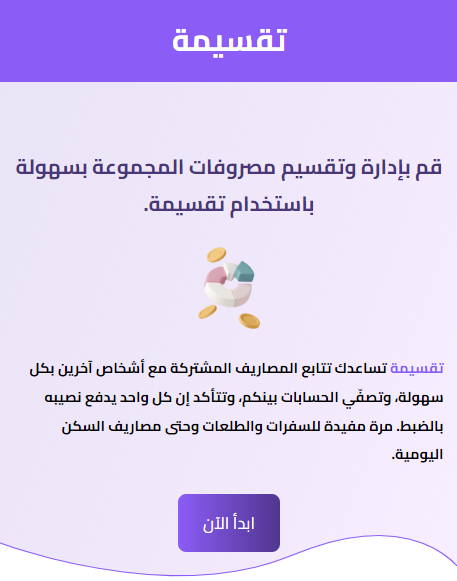 تقسيمة
قم بإدارة وتقسيم مصروفات المجموعة بسهولة
باستخدام تقسيمة.
تقسيمة تساعدك تتابع المصاريف المشتركة مع أشخاص آخرين بكل
سهولة، وتصفّي الحسابات بينكم، وتتأكد إن كل واحد يدفع نصيبه
بالضبط. مرة مفيدة للسفرات والطلعات وحتى مصاريف السكن
اليومية.
ابدأ الآن